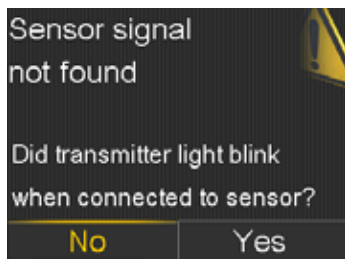 Sensor signal
not found
Did transmitter light blink
when connected to sensor?
No Yes